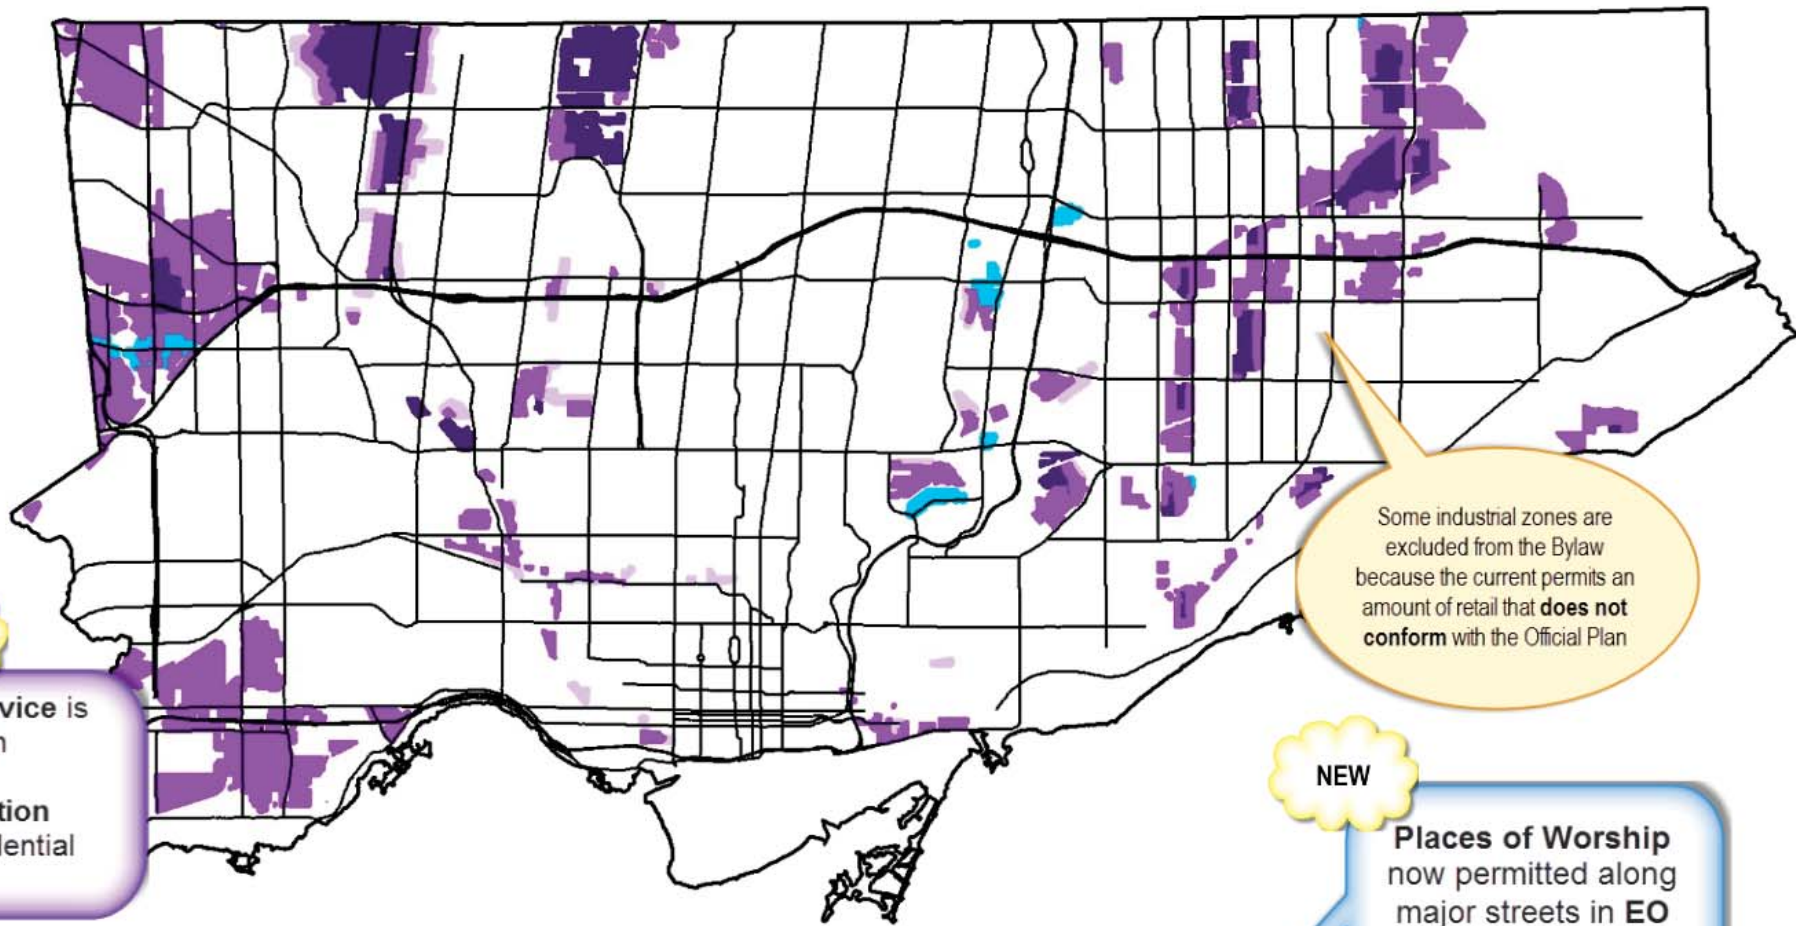 Some industrial zones are
excluded from the Bylaw
because the current permits an
amount of retail that does not
conform with the Official Plan
vice is
n
tion
lential
NEW
Places of Worship
now permitted along
major streets in EO